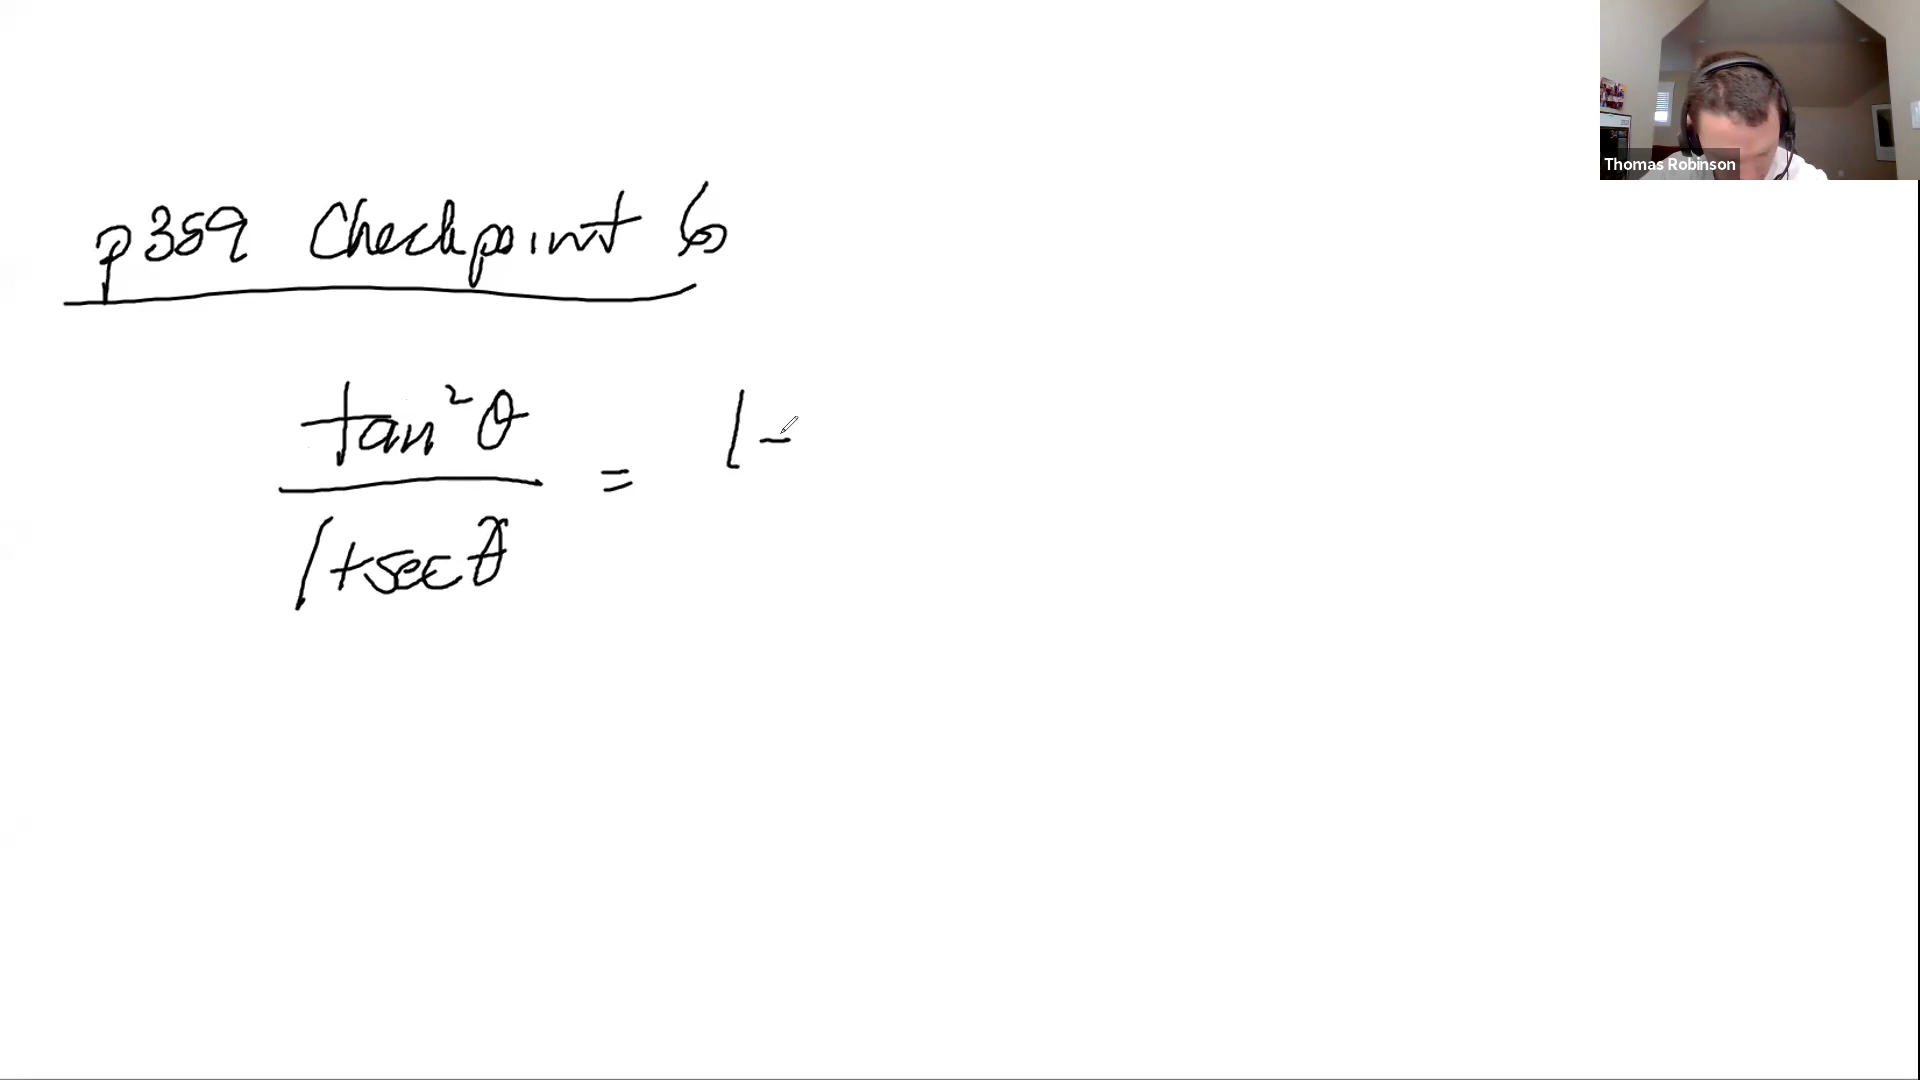 p359 Checkpoint 6
tan²θ / 1+secθ = 1 -
Thomas Robinson